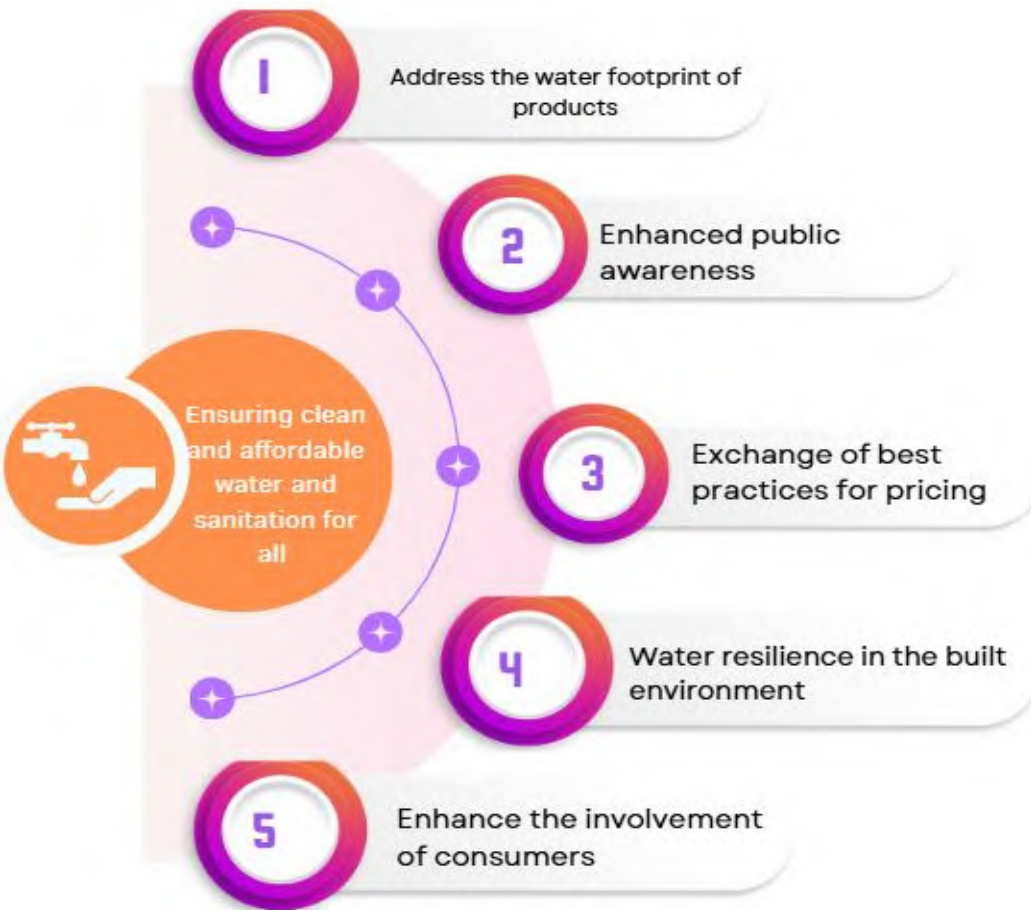 1
Address the water footprint of
products
2
Enhanced public
awareness
Ensuring clean
and affordable
water and
sanitation for
all
3
Exchange of best
practices for pricing
4
Water resilience in the built
environment
5
Enhance the involvement
of consumers